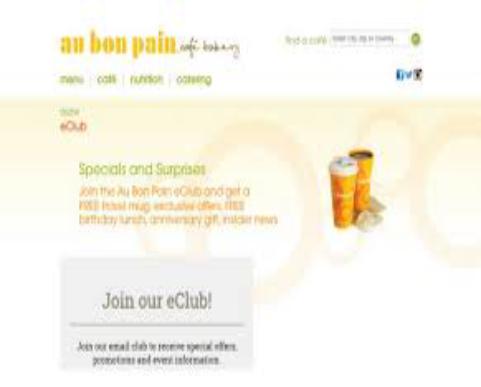 au bon pain café bakery
find a café enter city, zip or country
menu | café | nutrition | catering
home
eClub
Specials and Surprises
Join the Au Bon Pain eClub and get a
FREE travel mug, exclusive offers, FREE
birthday lunch, anniversary gift, insider news
Join our eClub!
Join our email club to receive special offers,
promotions and event information.